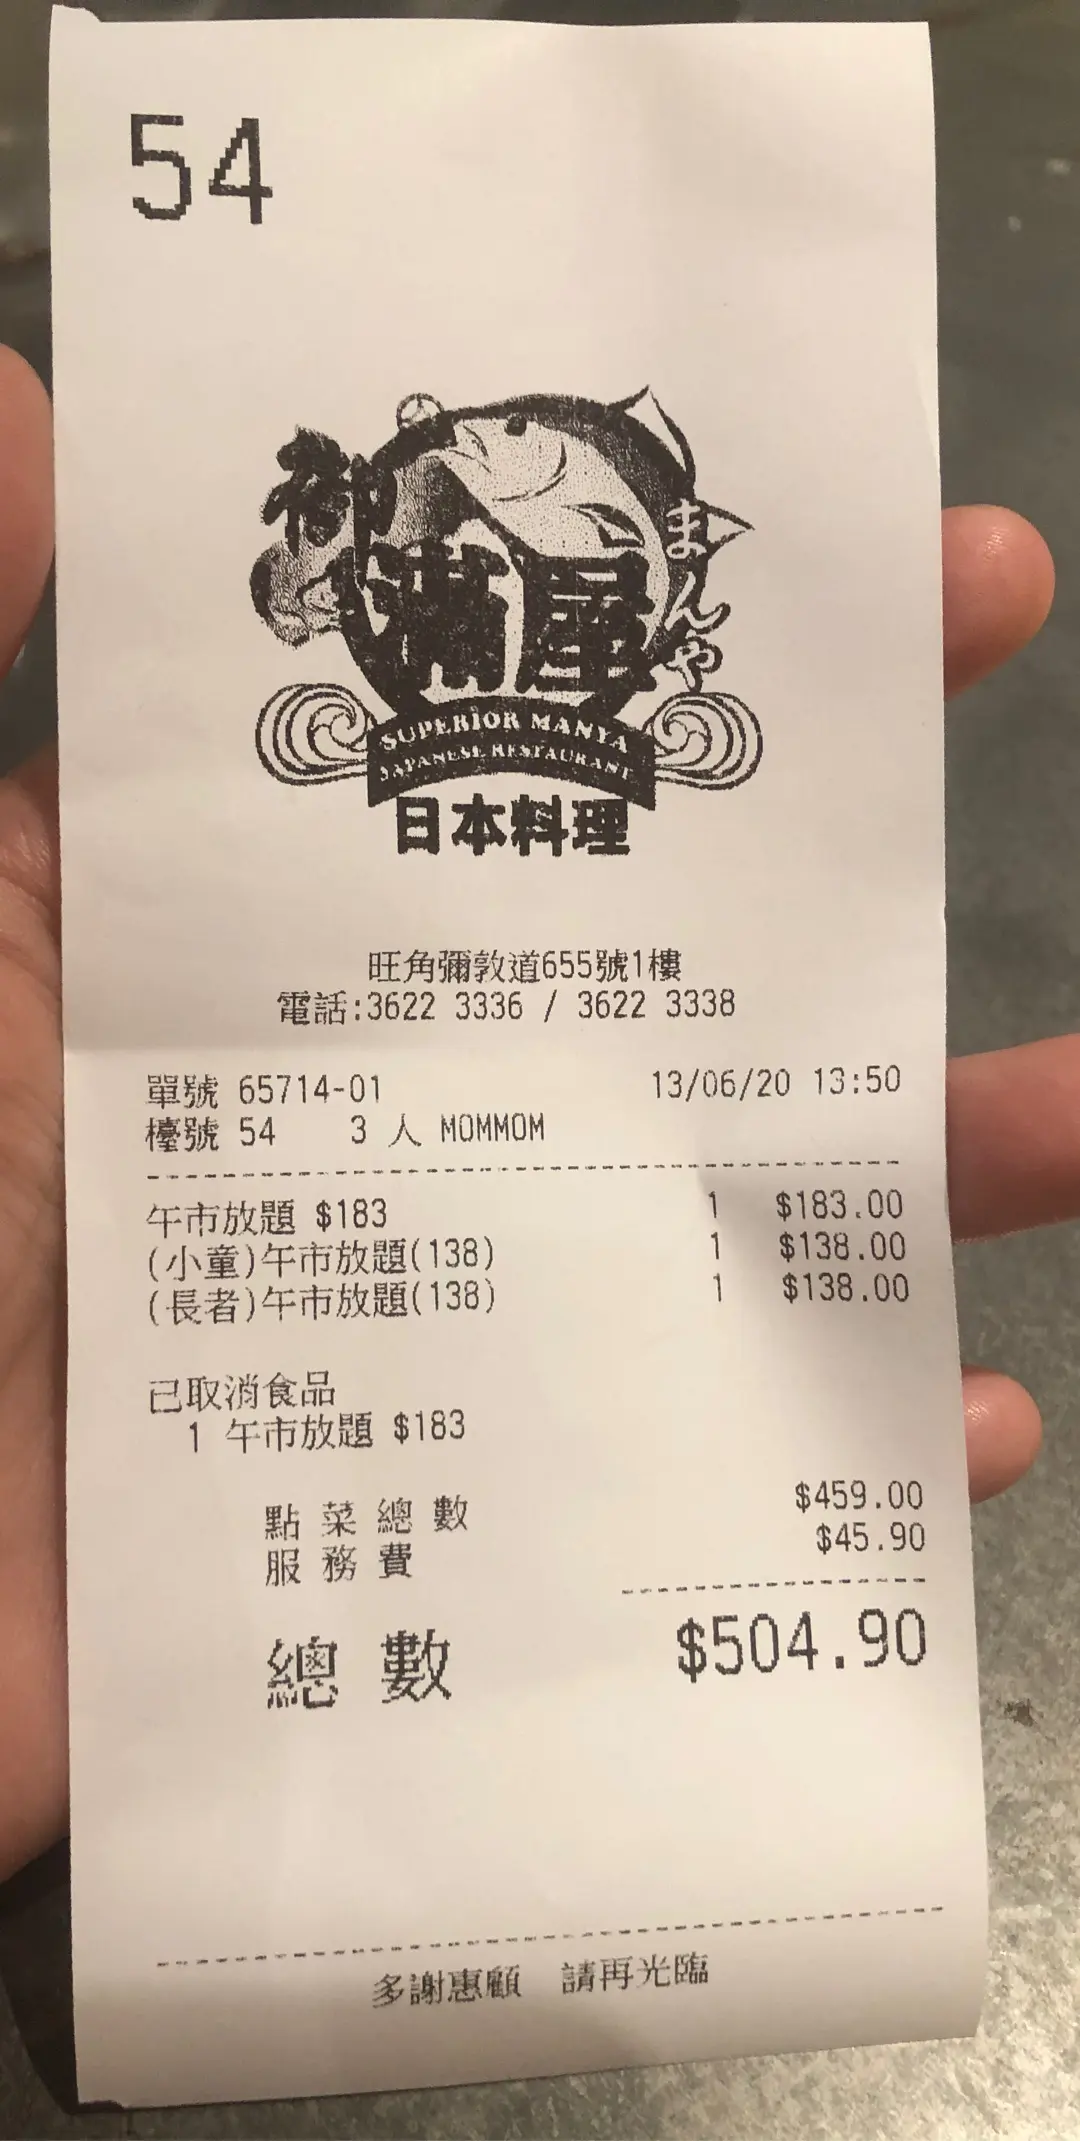 54
御滿屋
まんや
SUPERIOR MANYA
JAPANESE RESTAURANT
日本料理
旺角彌敦道655號1樓
電話:3622 3336 / 3622 3338
單號 65714-01 13/06/20 13:50
檯號 54 3 人 MOMMOM
午市放題 $183 1 $183.00
(小童)午市放題(138) 1 $138.00
(長者)午市放題(138) 1 $138.00
已取消食品
1 午市放題 $183
點菜總數 $459.00
服務費 $45.90
總數 $504.90
多謝惠顧 請再光臨